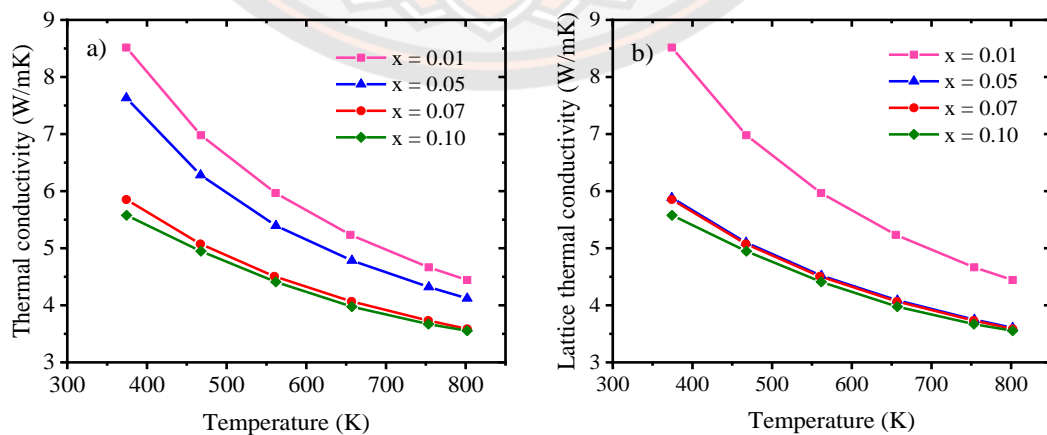 a)
x = 0.01
x = 0.05
x = 0.07
x = 0.10
Thermal conductivity (W/mK)
9
8
7
6
5
4
3
300 400 500 600 700 800
Temperature (K)
b)
x = 0.01
x = 0.05
x = 0.07
x = 0.10
Lattice thermal conductivity (W/mK)
9
8
7
6
5
4
3
300 400 500 600 700 800
Temperature (K)